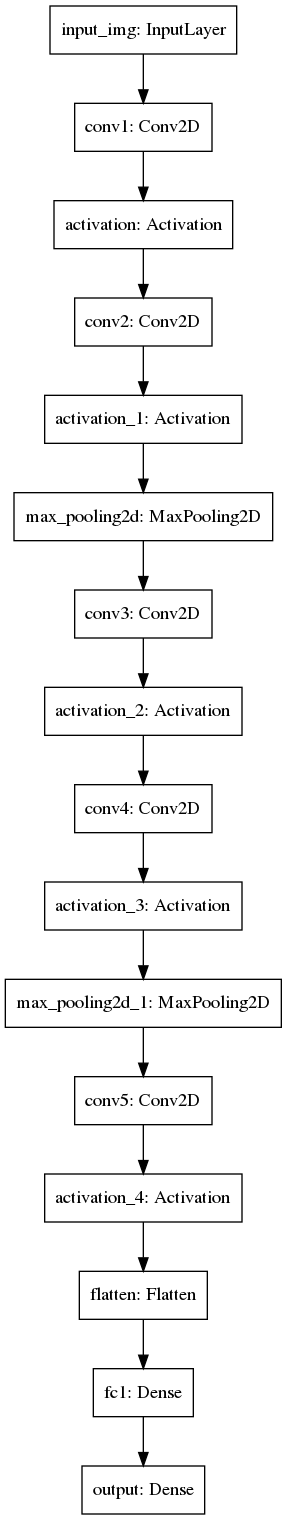 input_img: InputLayer
conv1: Conv2D
activation: Activation
conv2: Conv2D
activation_1: Activation
max_pooling2d: MaxPooling2D
conv3: Conv2D
activation_2: Activation
conv4: Conv2D
activation_3: Activation
max_pooling2d_1: MaxPooling2D
conv5: Conv2D
activation_4: Activation
flatten: Flatten
fc1: Dense
output: Dense